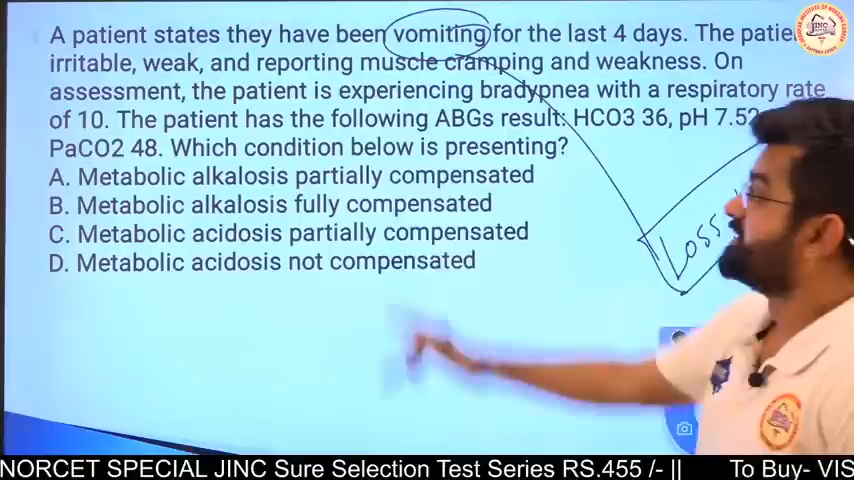 A patient states they have been vomiting for the last 4 days. The
irritable, weak, and reporting muscle cramping and weakness. On
assessment, the patient is experiencing bradypnea with a respiratory rate
of 10. The patient has the following ABGs result: HCO3 36, pH
PaCO2 48. Which condition below is presenting?
A. Metabolic alkalosis partially compensated
B. Metabolic alkalosis fully compensated
C. Metabolic acidosis partially compensated
D. Metabolic acidosis not compensated
Loss
JINC
NORCET SPECIAL JINC Sure Selection Test Series RS.455 /- || To Buy- VIS